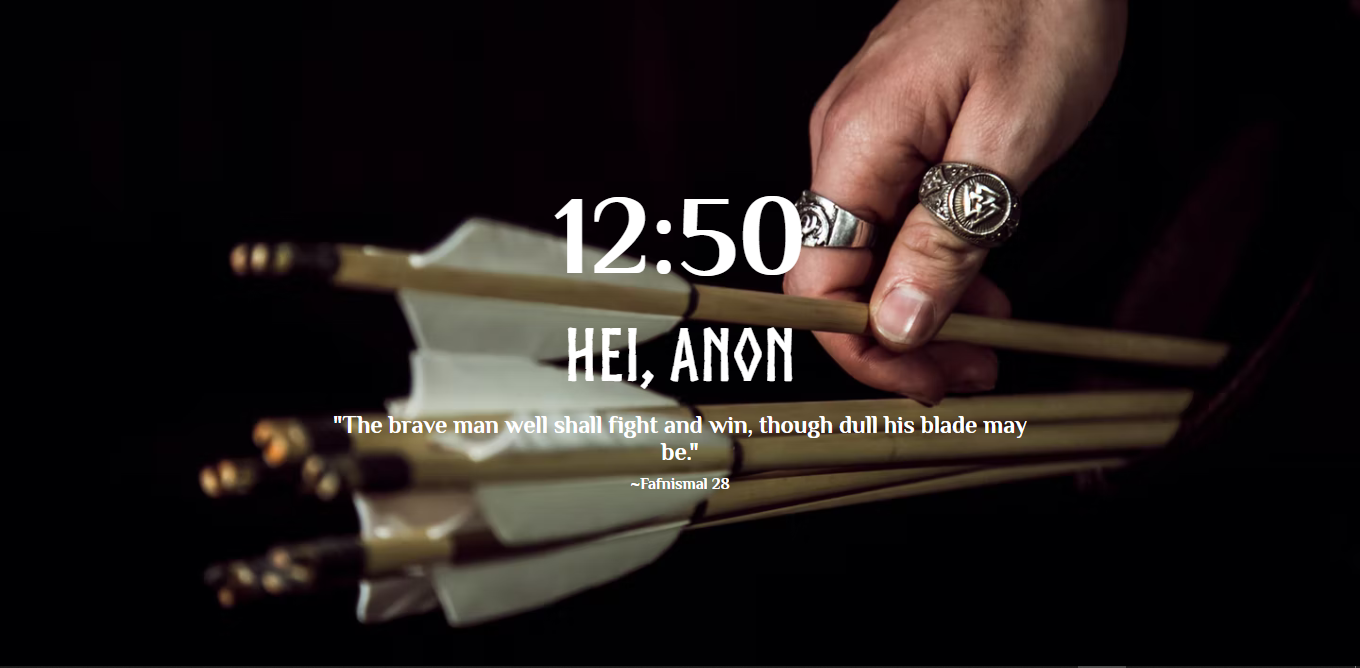 12:50
HEI, ANON
"The brave man well shall fight and win, though dull his blade may
be."
~Fafnismal 28